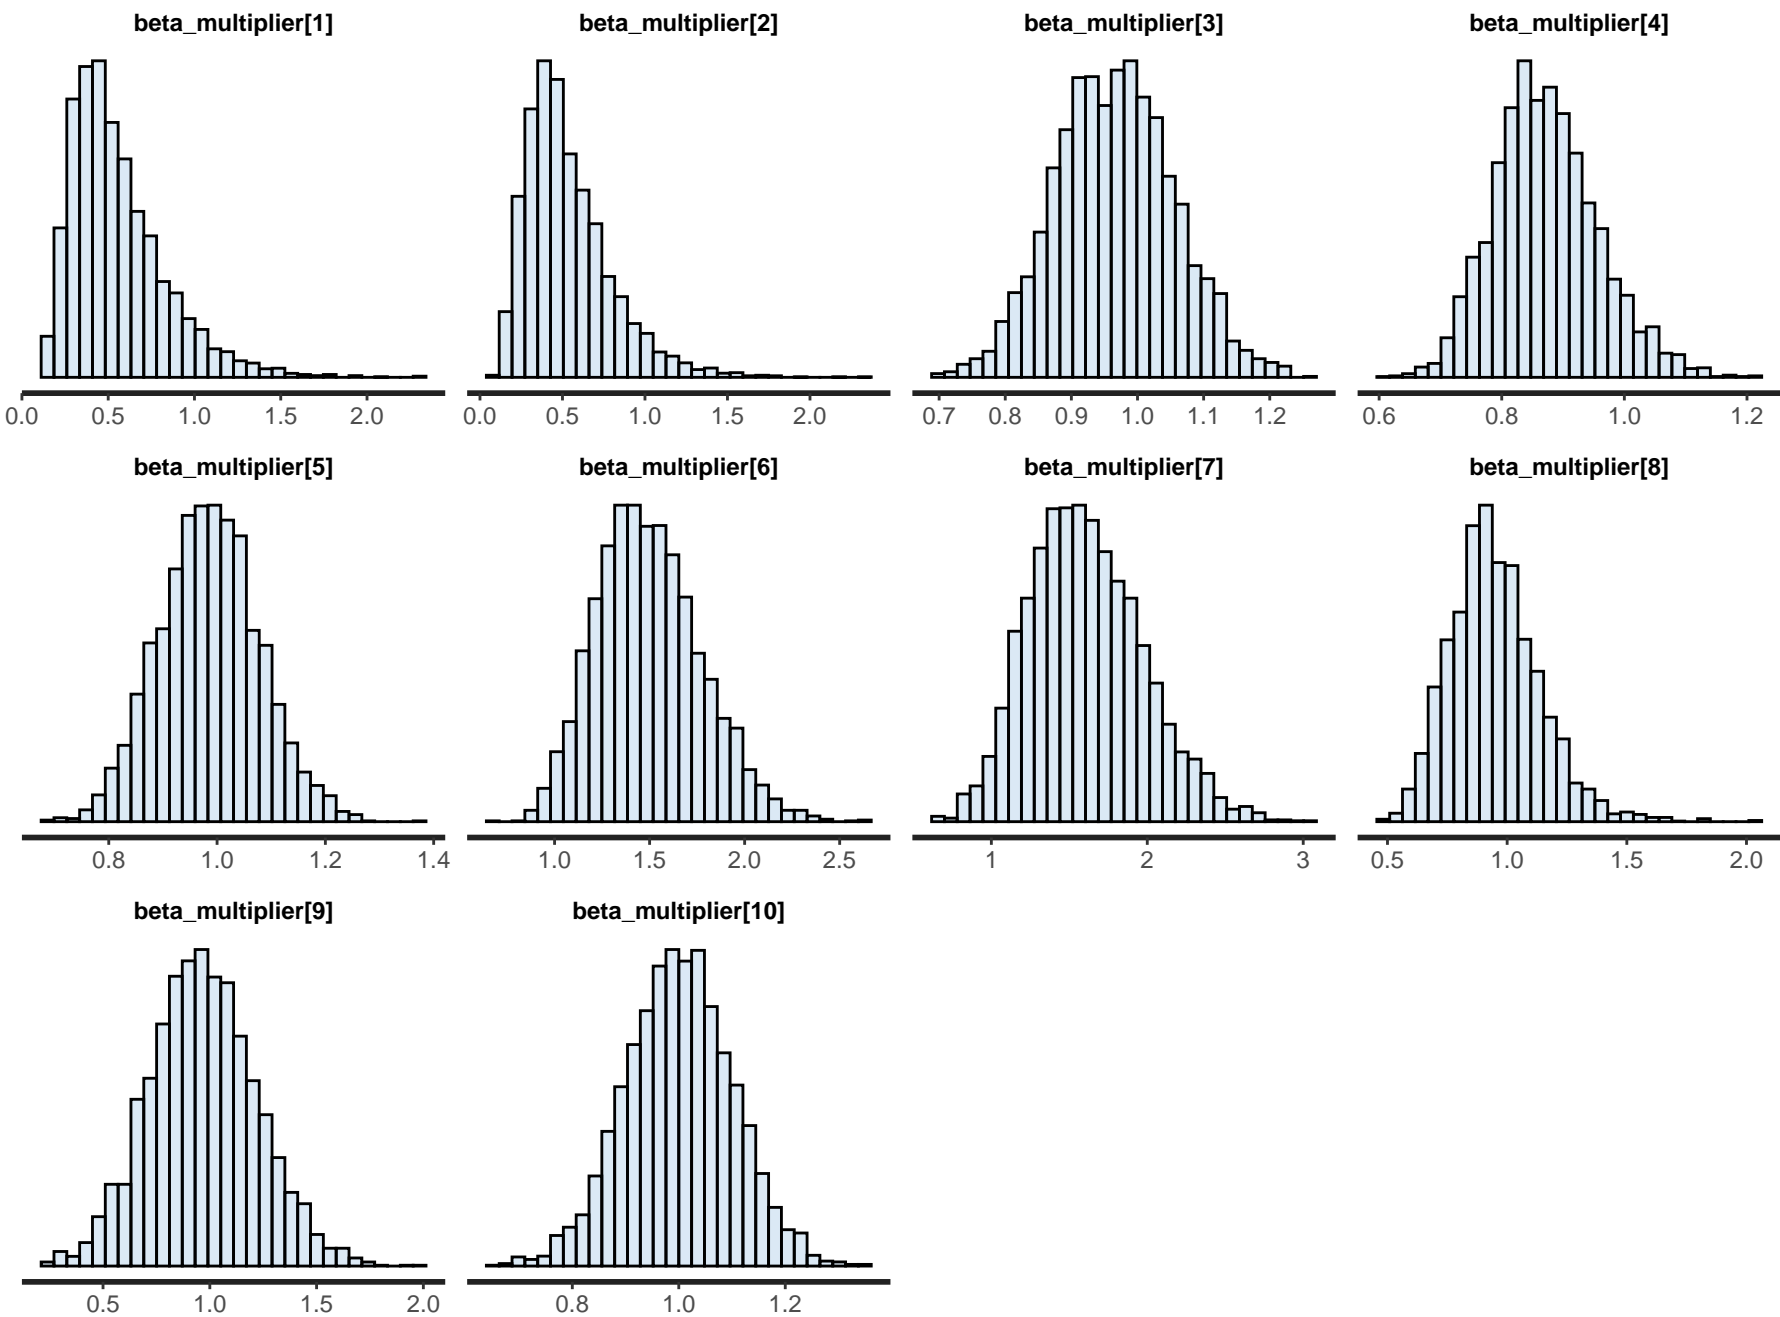 beta_multiplier[1] beta_multiplier[2] beta_multiplier[3] beta_multiplier[4]
0.0 0.5 1.0 1.5 2.0 0.0 0.5 1.0 1.5 2.0 0.7 0.8 0.9 1.0 1.1 1.2 0.6 0.8 1.0 1.2
beta_multiplier[5] beta_multiplier[6] beta_multiplier[7] beta_multiplier[8]
0.8 1.0 1.2 1.4 1.0 1.5 2.0 2.5 1 2 3 0.5 1.0 1.5 2.0
beta_multiplier[9] beta_multiplier[10]
0.5 1.0 1.5 2.0 0.8 1.0 1.2